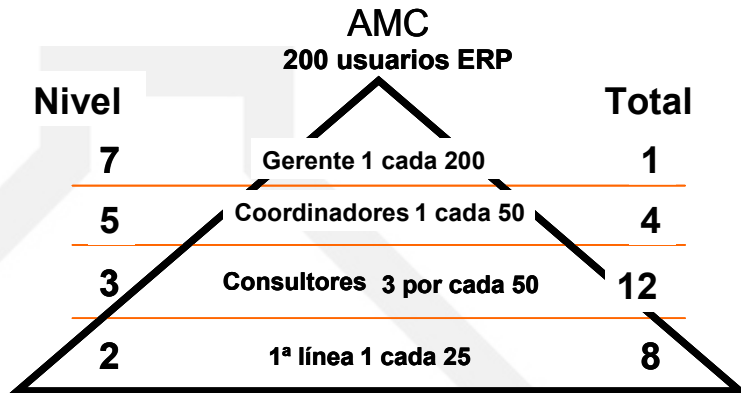 AMC
200 usuarios ERP
Nivel Total
7 Gerente 1 cada 200 1
5 Coordinadores 1 cada 50 4
3 Consultores 3 por cada 50 12
2 1ª línea 1 cada 25 8